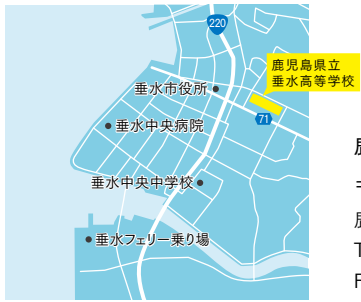 220
鹿児島県立
垂水高等学校
垂水市役所
71
垂水中央病院
垂水中央中学校
垂水フェリー乗り場